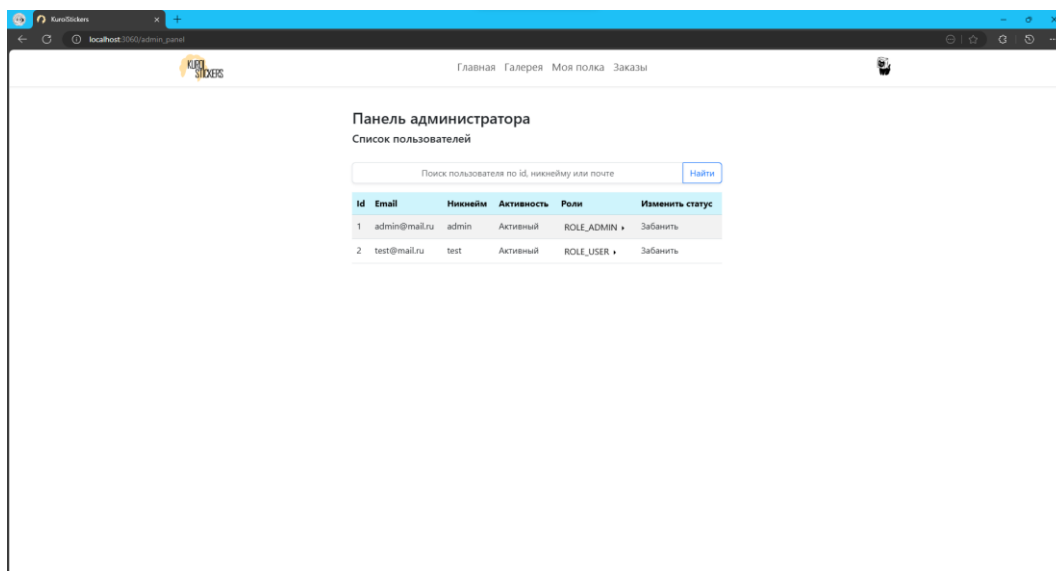 KuroStickers
localhost:3060/admin_panel
KURO
STICKERS
Главная Галерея Моя полка Заказы
Панель администратора
Список пользователей
Поиск пользователя по id, никнейму или почте Найти
Id Email Никнейм Активность Роли Изменить статус
1 admin@mail.ru admin Активный ROLE_ADMIN Забанить
2 test@mail.ru test Активный ROLE_USER Забанить